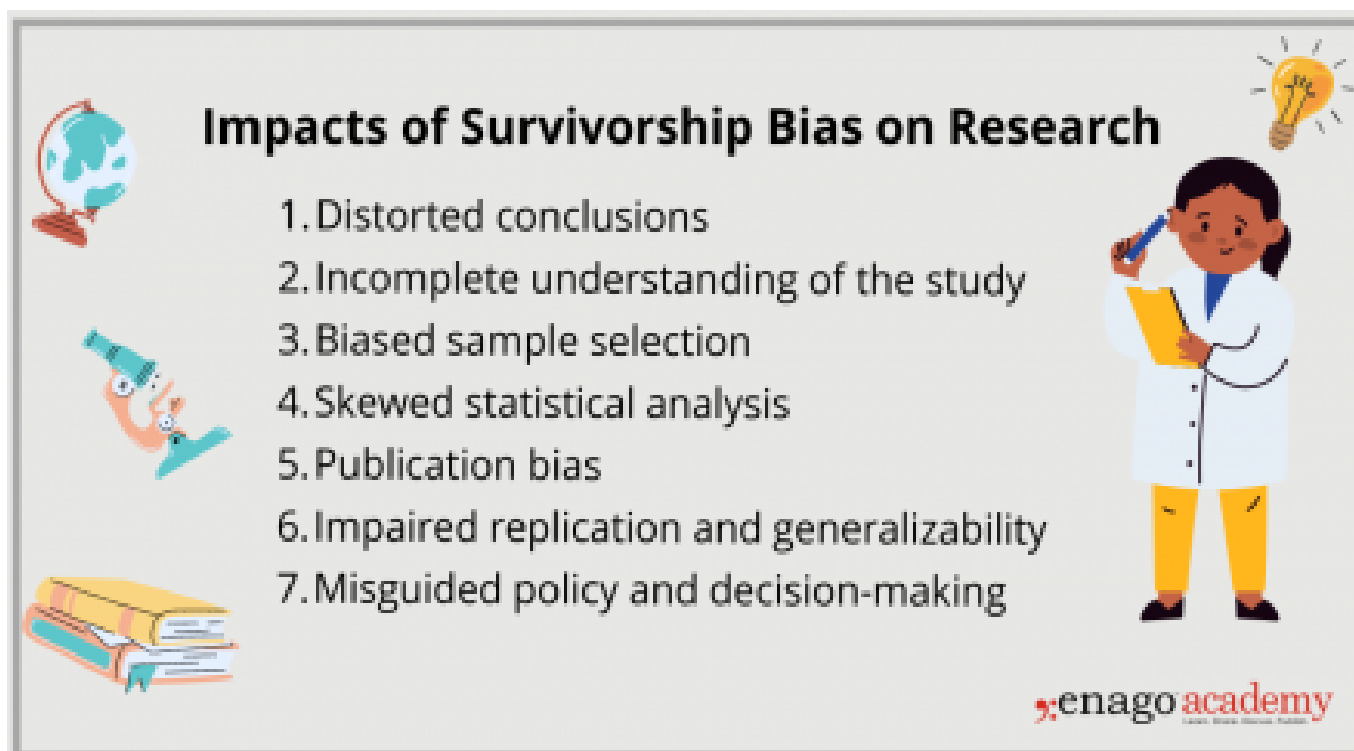 Impacts of Survivorship Bias on Research
1. Distorted conclusions
2. Incomplete understanding of the study
3. Biased sample selection
4. Skewed statistical analysis
5. Publication bias
6. Impaired replication and generalizability
7. Misguided policy and decision-making
enago academy